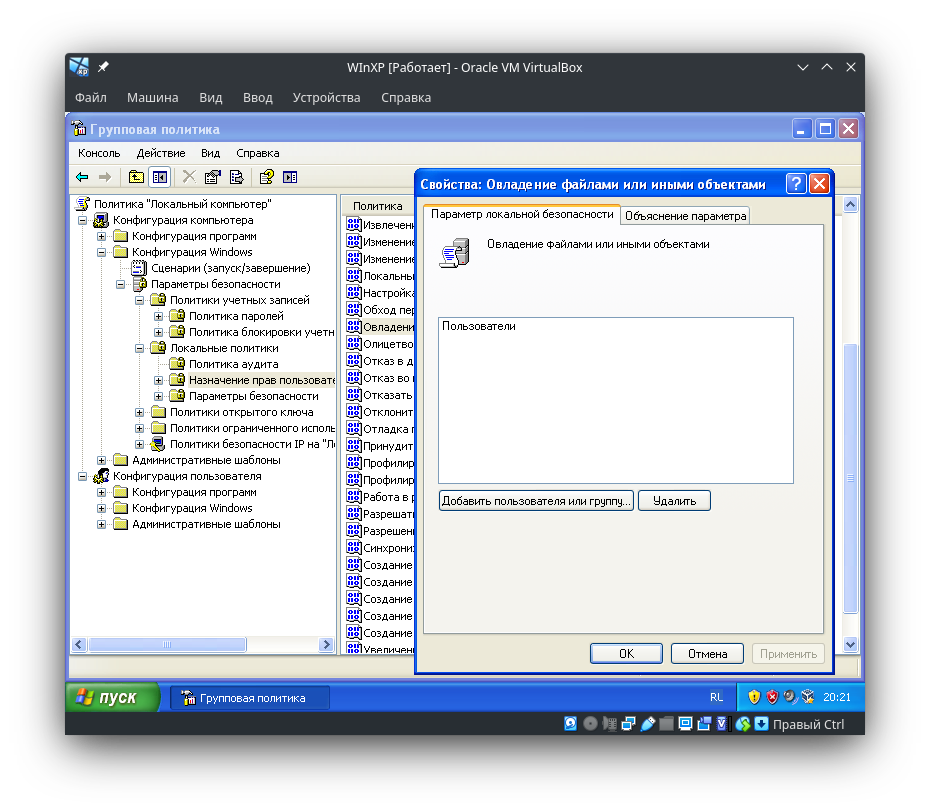 WInXP [Работает] - Oracle VM VirtualBox
Файл Машина Вид Ввод Устройства Справка
Групповая политика
Консоль Действие Вид Справка
Политика "Локальный компьютер"
Конфигурация компьютера
Конфигурация программ
Конфигурация Windows
Сценарии (запуск/завершение)
Параметры безопасности
Политики учетных записей
Политика паролей
Политика блокировки учетн
Локальные политики
Политика аудита
Назначение прав пользовате
Параметры безопасности
Политики открытого ключа
Политики ограниченного исполь
Политики безопасности IP на "Л
Административные шаблоны
Конфигурация пользователя
Конфигурация программ
Конфигурация Windows
Административные шаблоны
Политика
Извлечен
Изменение
Изменение
Локальны
Настройка
Обход пер
Овладени
Олицетво
Отказ в д
Отказ во
Отказать
Отклонит
Отладка п
Принудит
Профилир
Профилир
Работа в р
Разрешат
Разрешен
Синхрониз
Создание
Создание
Создание
Создание
Создание
Увеличен
Свойства: Овладение файлами или иными объектами
Параметр локальной безопасности Объяснение параметра
Овладение файлами или иными объектами
Пользователи
Добавить пользователя или группу... Удалить
OK Отмена Применить
пуск Групповая политика RL 20:21
Правый Ctrl